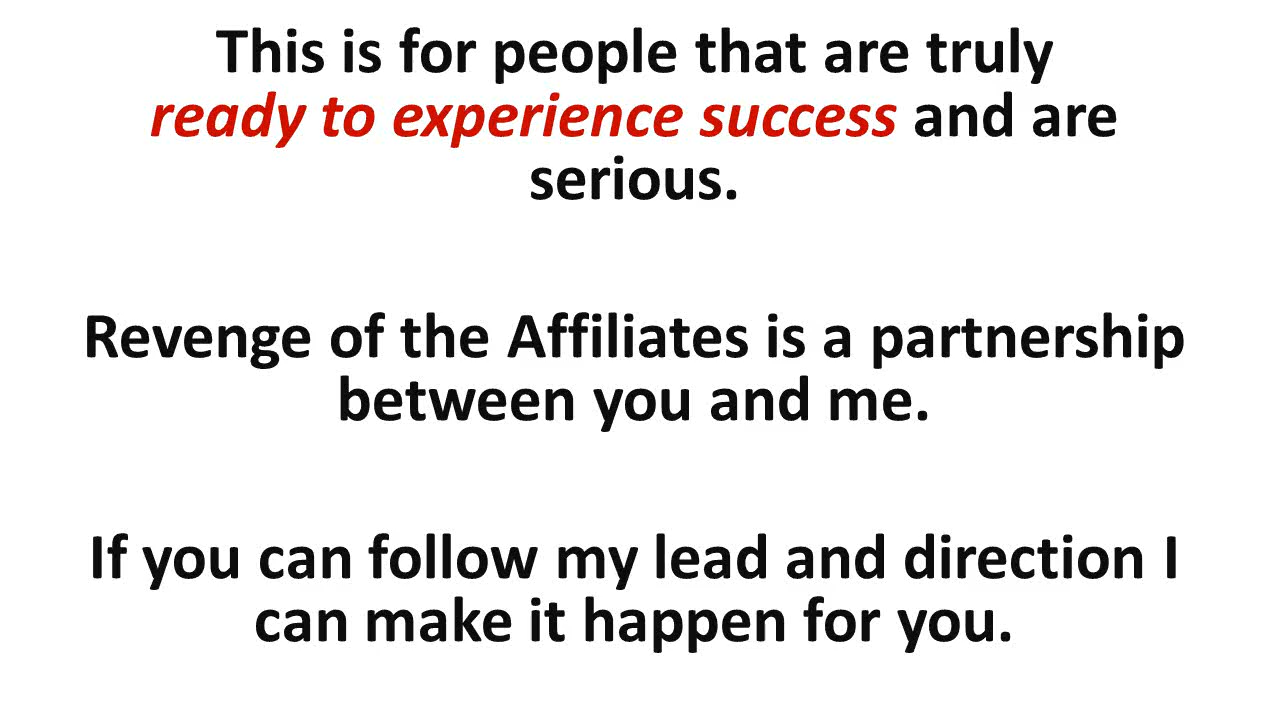 This is for people that are truly
ready to experience success and are
serious.
Revenge of the Affiliates is a partnership
between you and me.
If you can follow my lead and direction I
can make it happen for you.